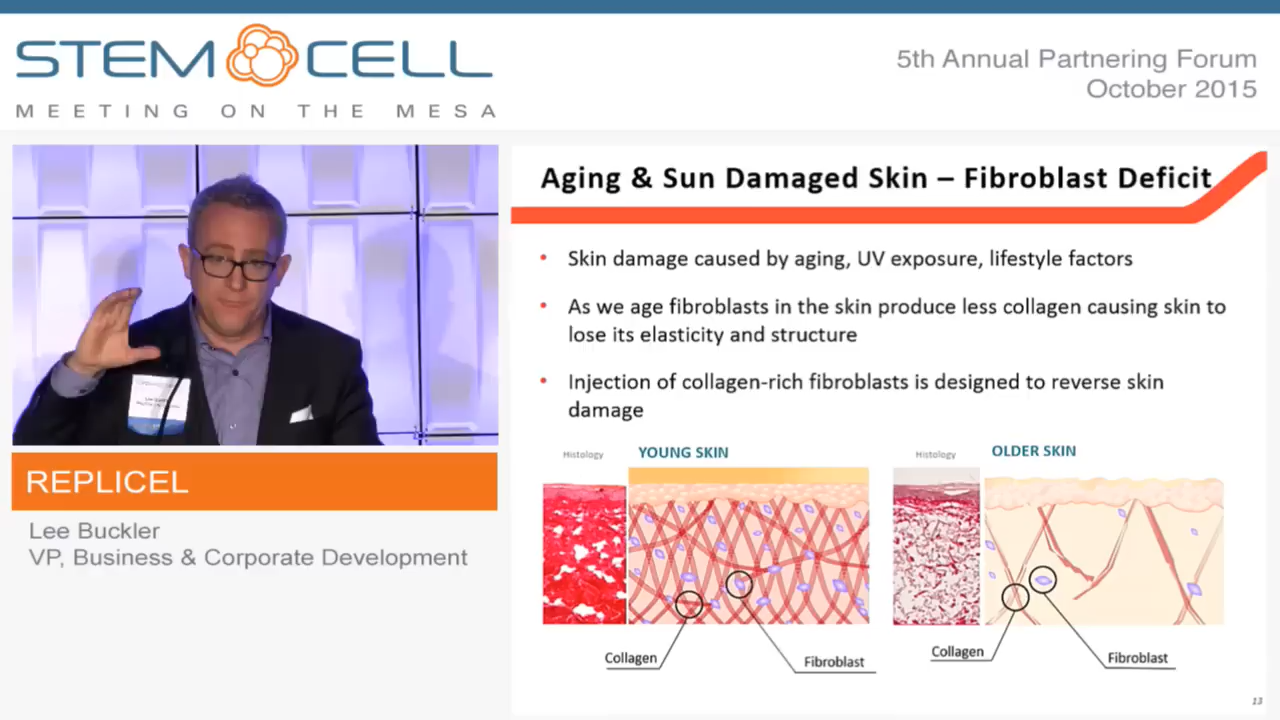 STEM CELL
MEETING ON THE MESA
5th Annual Partnering Forum
October 2015
REPLICEL
Lee Buckler
VP, Business & Corporate Development
Aging & Sun Damaged Skin – Fibroblast Deficit
• Skin damage caused by aging, UV exposure, lifestyle factors
• As we age fibroblasts in the skin produce less collagen causing skin to
lose its elasticity and structure
• Injection of collagen-rich fibroblasts is designed to reverse skin
damage
Histology
YOUNG SKIN
Histology
OLDER SKIN
Collagen
Fibroblast
Collagen
Fibroblast
13